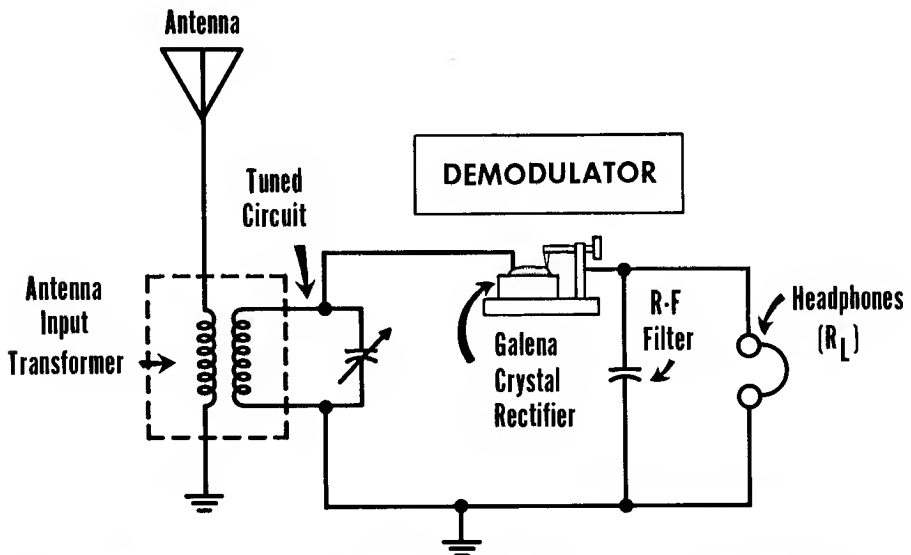 Antenna
DEMODULATOR
Tuned
Circuit
Antenna
Input
Transformer
Galena
Crystal
Rectifier
R-F
Filter
Headphones
(RL)